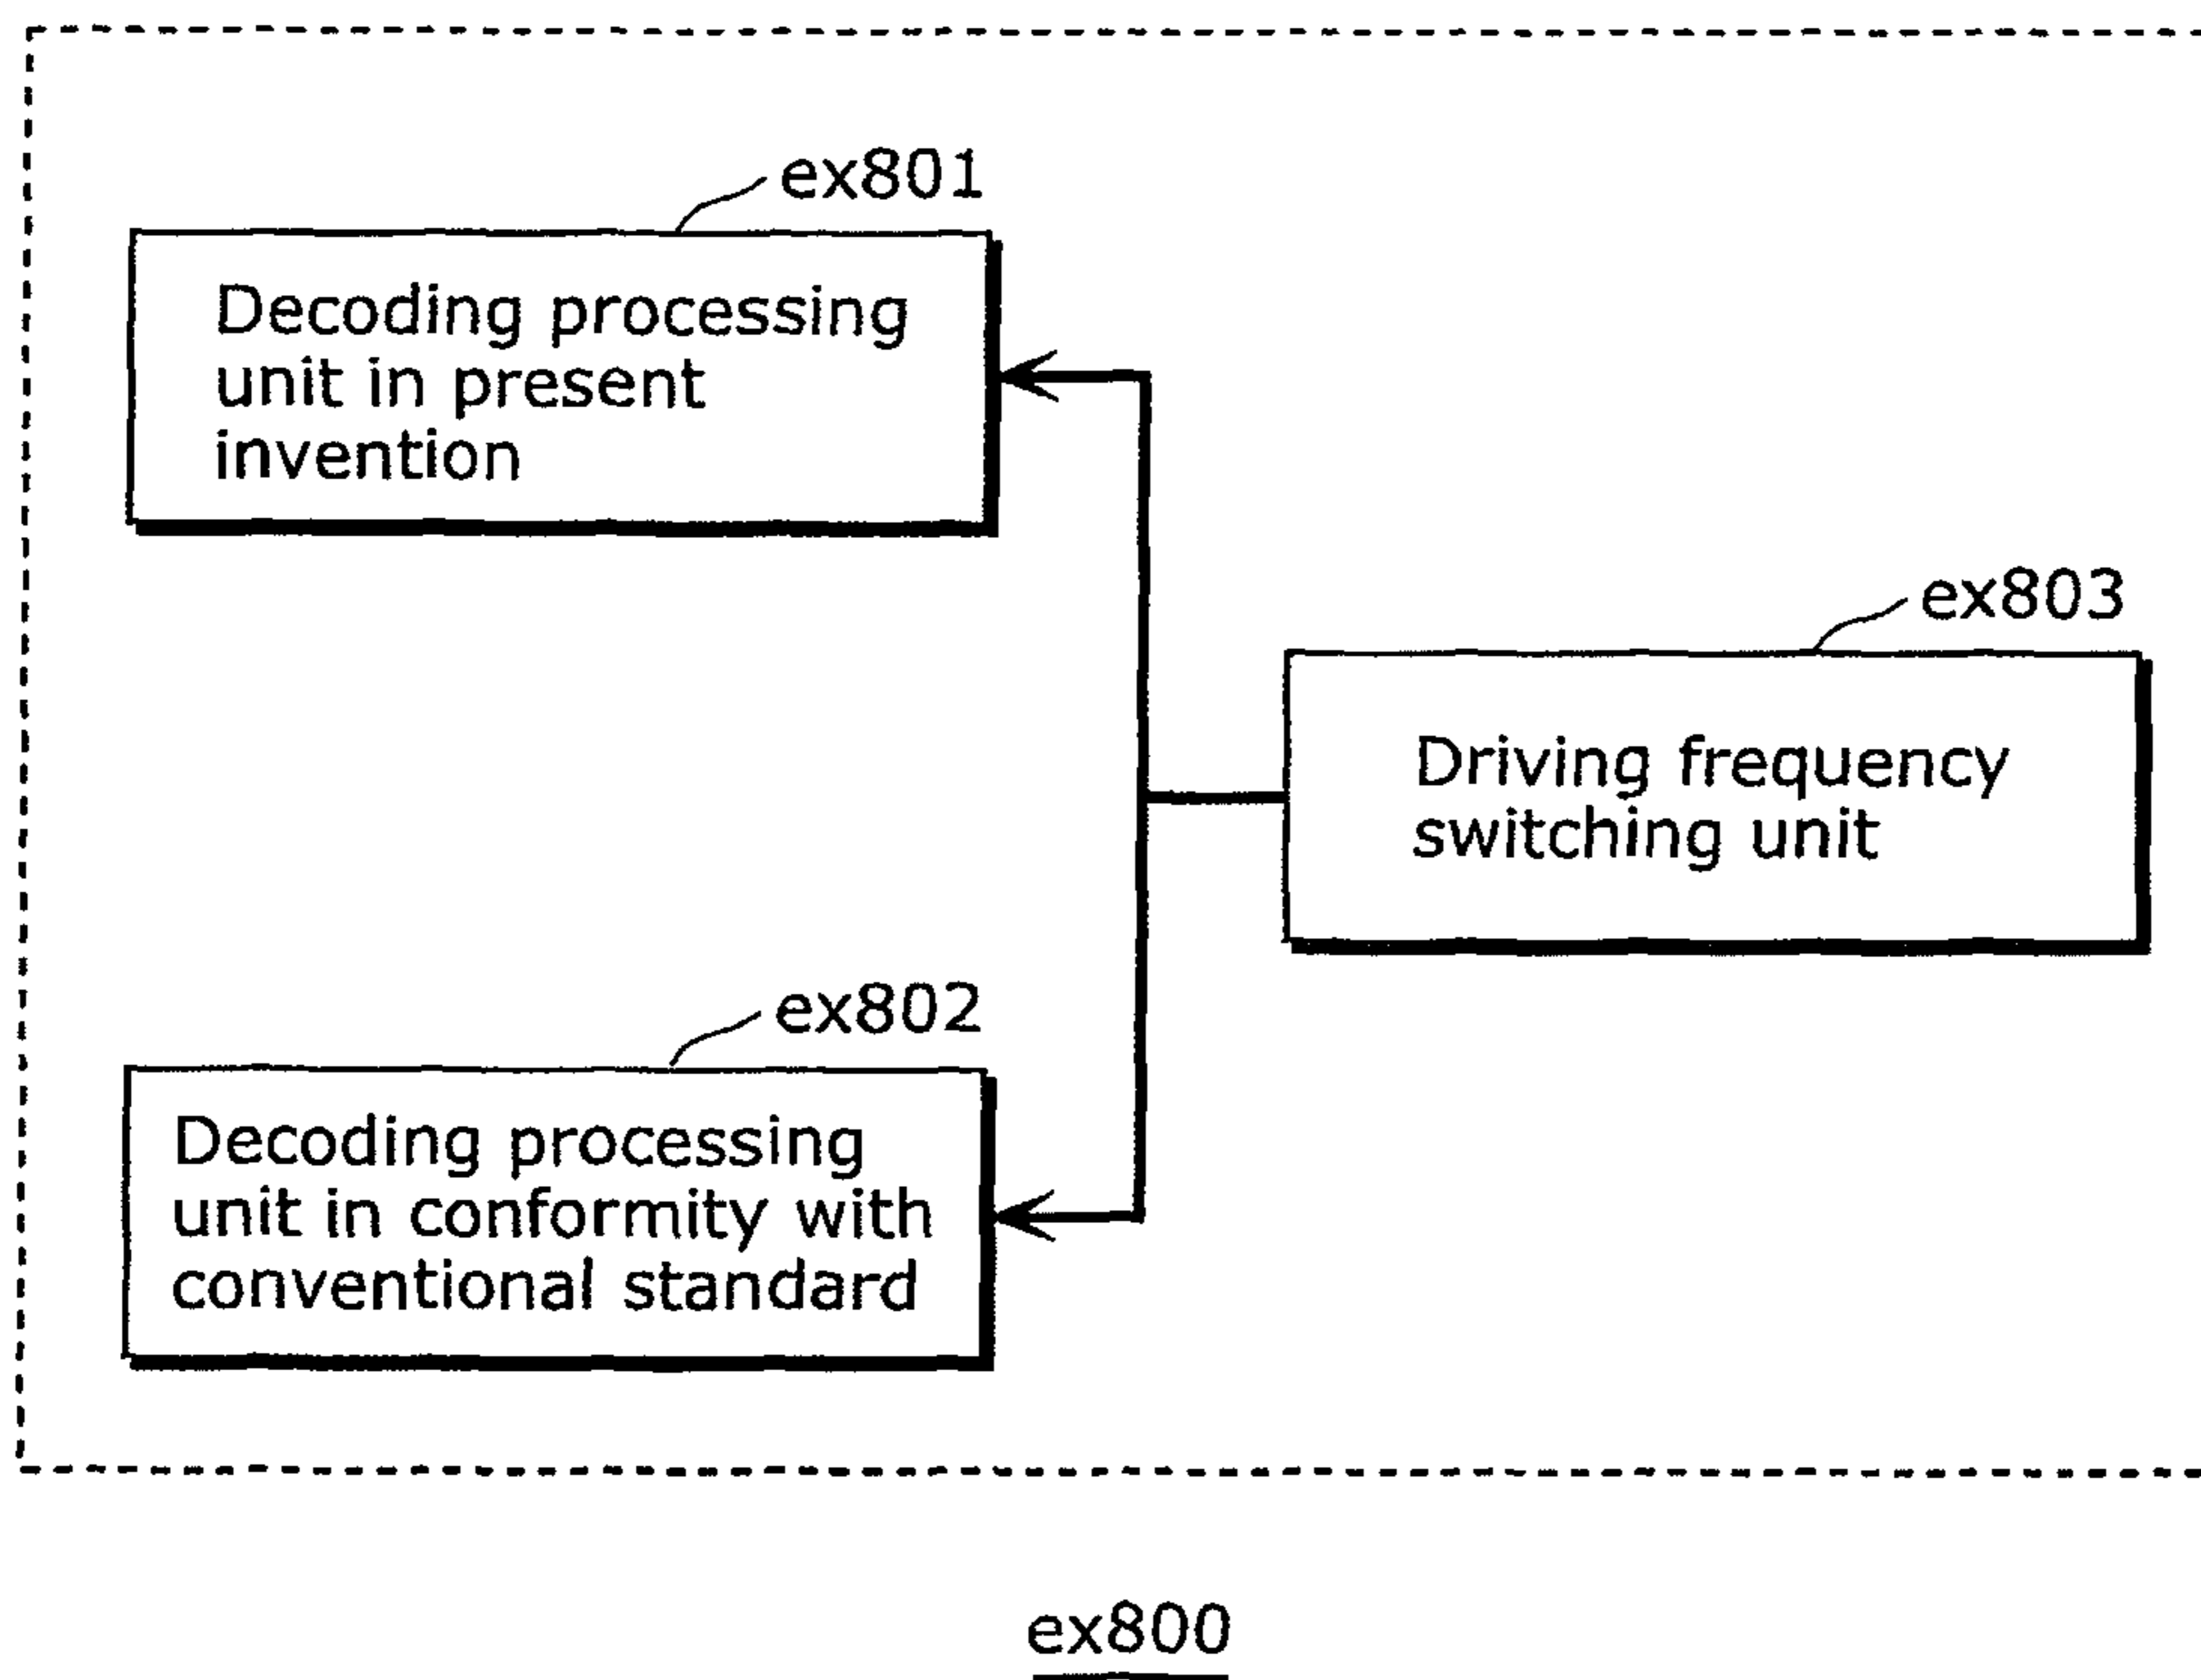 ex801
Decoding processing
unit in present
invention
ex803
Driving frequency
switching unit
ex802
Decoding processing
unit in conformity with
conventional standard
ex800